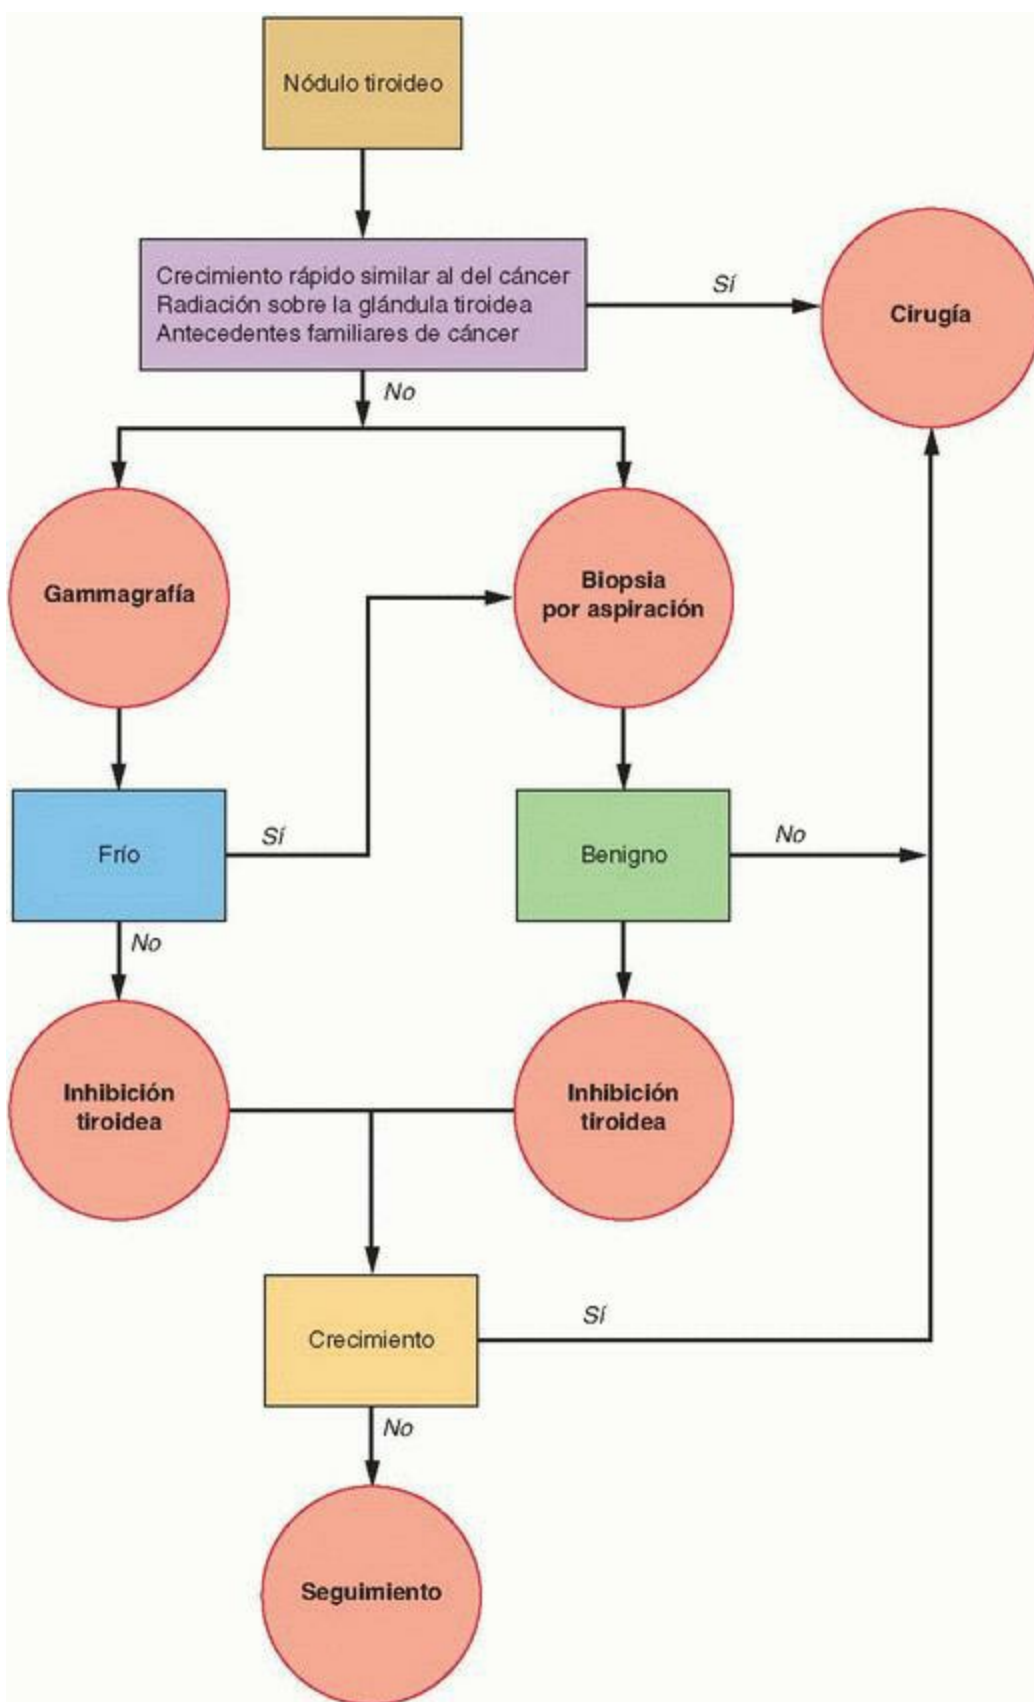 Nódulo tiroideo
Crecimiento rápido similar al del cáncer
Radiación sobre la glándula tiroidea
Antecedentes familiares de cáncer
Sí
Cirugía
No
Gammagrafía
Biopsia
por aspiración
Frío
Sí
Benigno
No
No
Inhibición
tiroidea
Inhibición
tiroidea
Crecimiento
Sí
No
Seguimiento